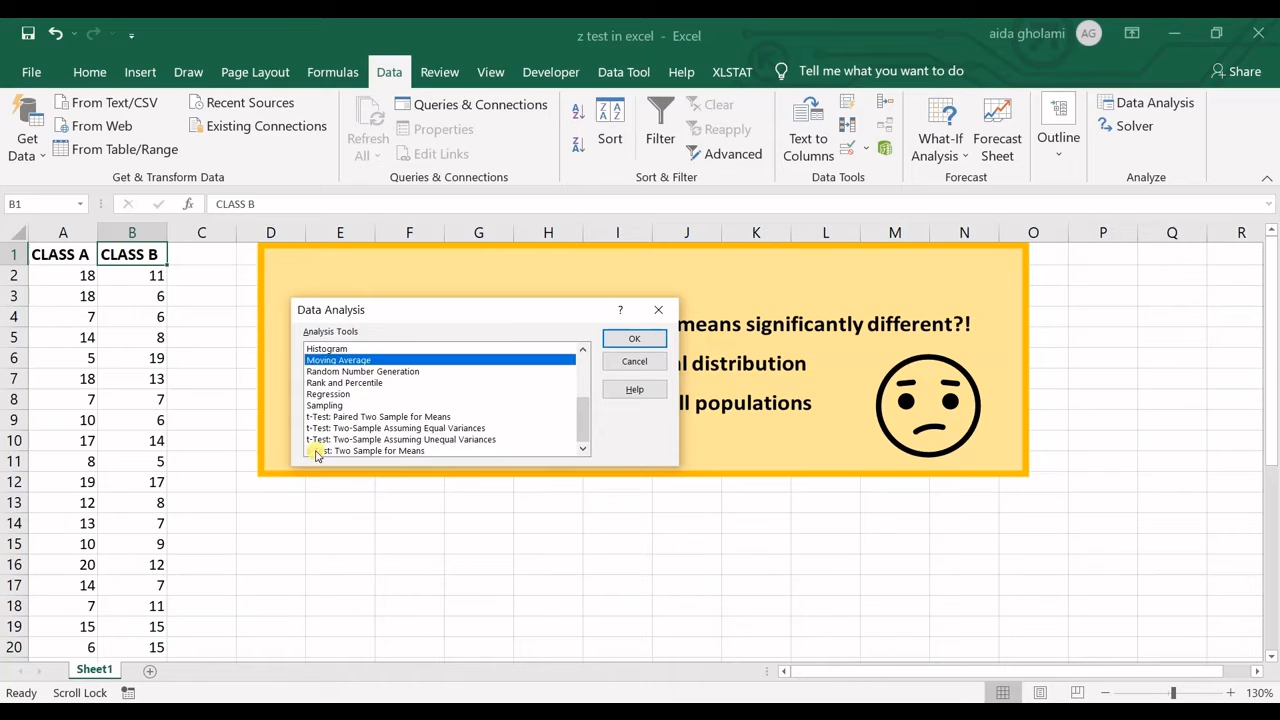 z test in excel - Excel
aida gholami
AG
File Home Insert Draw Page Layout Formulas Data Review View Developer Data Tool Help XLSTAT Tell me what you want to do Share
Get Data
From Text/CSV
From Web
From Table/Range
Recent Sources
Existing Connections
Get & Transform Data
Refresh All
Queries & Connections
Properties
Edit Links
Queries & Connections
Sort
Filter
Clear
Reapply
Advanced
Sort & Filter
Text to Columns
Data Tools
What-If Analysis
Forecast Sheet
Forecast
Outline
Data Analysis
Solver
Analyze
B1 fx CLASS B
A B C D E F G H I J K L M N O P Q R
1 CLASS A CLASS B
2 18 11
3 18 6
4 7 6
5 14 8
6 5 19
7 18 13
8 7 7
9 10 6
10 17 14
11 8 5
12 19 17
13 12 8
14 13 7
15 10 9
16 20 12
17 14 7
18 7 11
19 15 15
20 6 15
means significantly different?!
distribution
populations
Data Analysis ?
Analysis Tools
Histogram
Moving Average
Random Number Generation
Rank and Percentile
Regression
Sampling
t-Test: Paired Two Sample for Means
t-Test: Two-Sample Assuming Equal Variances
t-Test: Two-Sample Assuming Unequal Variances
Two Sample for Means
OK
Cancel
Help
Sheet1
Ready Scroll Lock 130%